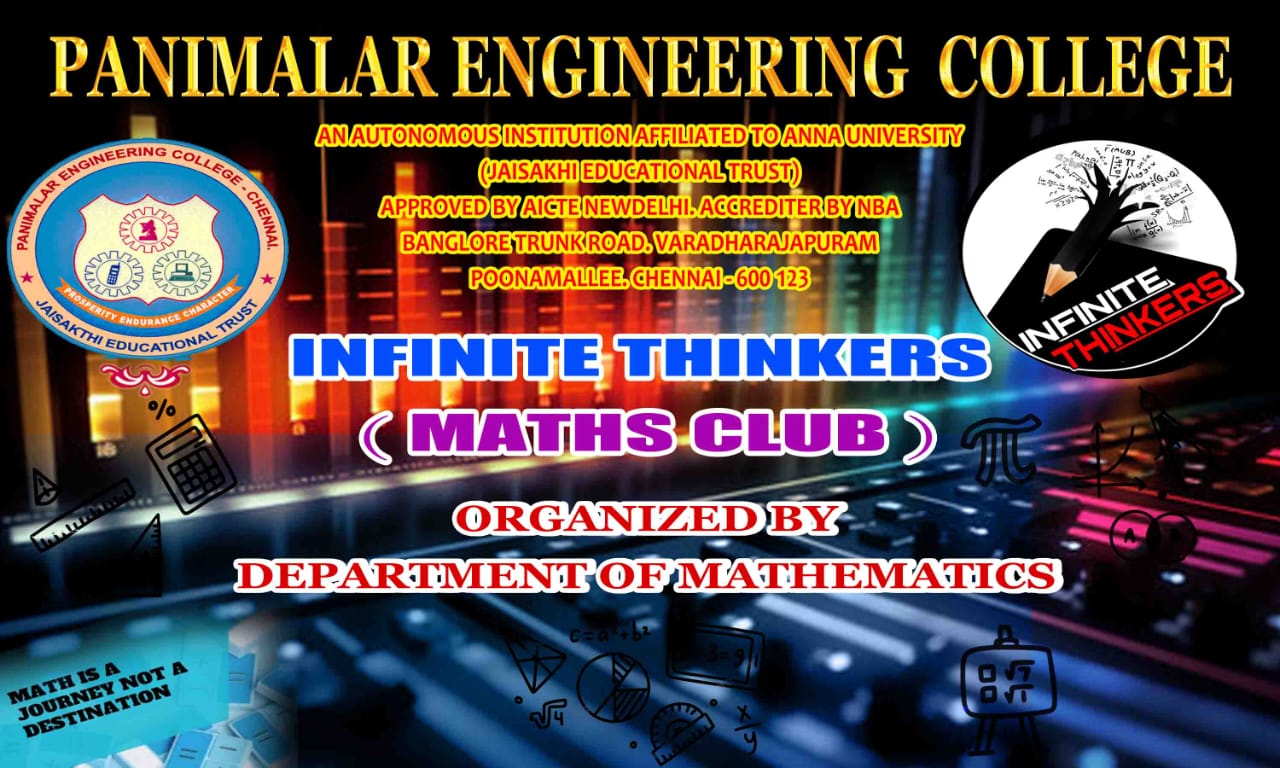 PANIMALAR ENGINEERING COLLEGE
AN AUTONOMOUS INSTITUTION AFFILIATED TO ANNA UNIVERSITY
(JAISAKHI EDUCATIONAL TRUST)
APPROVED BY AICTE NEWDELHI. ACCREDITER BY NBA
BANGLORE TRUNK ROAD. VARADHARAJAPURAM
POONAMALLEE. CHENNAI - 600 123
PANIMALAR ENGINEERING COLLEGE - CHENNAI.
PROSPERITY ENDURANCE CHARACTER
JAISAKTHI EDUCATIONAL TRUST
INFINITE
THINKERS
INFINITE THINKERS
( MATHS CLUB )
ORGANIZED BY
DEPARTMENT OF MATHEMATICS
%
π
A B
MATH IS A
JOURNEY NOT A
DESTINATION
c=a²+b²
√4
x/y
√7